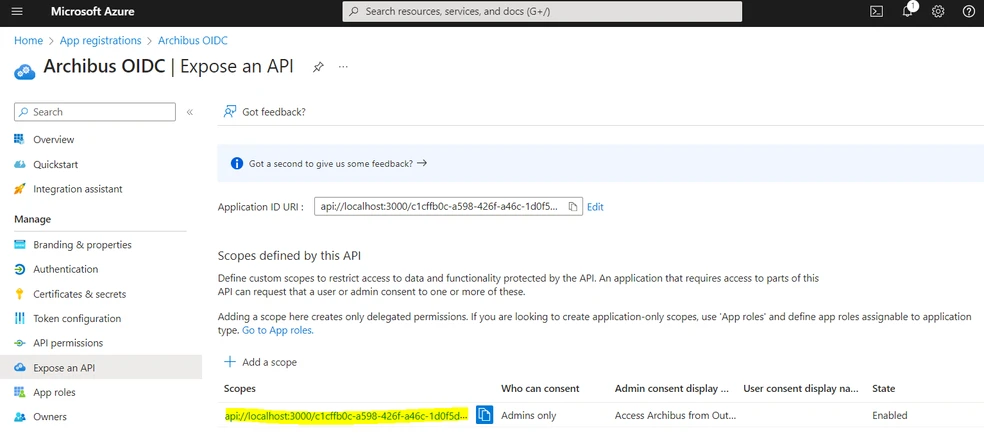 Microsoft Azure
Search resources, services, and docs (G+/)
1
Home > App registrations > Archibus OIDC
Archibus OIDC | Expose an API
Search
«
Got feedback?
Overview
Quickstart
Integration assistant
Manage
Branding & properties
Authentication
Certificates & secrets
Token configuration
API permissions
Expose an API
App roles
Owners
Got a second to give us some feedback? →
Application ID URI :
api://localhost:3000/c1cffb0c-a598-426f-a46c-1d0f5...
Edit
Scopes defined by this API
Define custom scopes to restrict access to data and functionality protected by the API. An application that requires access to parts of this
API can request that a user or admin consent to one or more of these.
Adding a scope here creates only delegated permissions. If you are looking to create application-only scopes, use 'App roles' and define app roles assignable to application
type. Go to App roles.
+ Add a scope
Scopes Who can consent Admin consent display ... User consent display na... State
api://localhost:3000/c1cffb0c-a598-426f-a46c-1d0f5d... Admins only Access Archibus from Out... Enabled